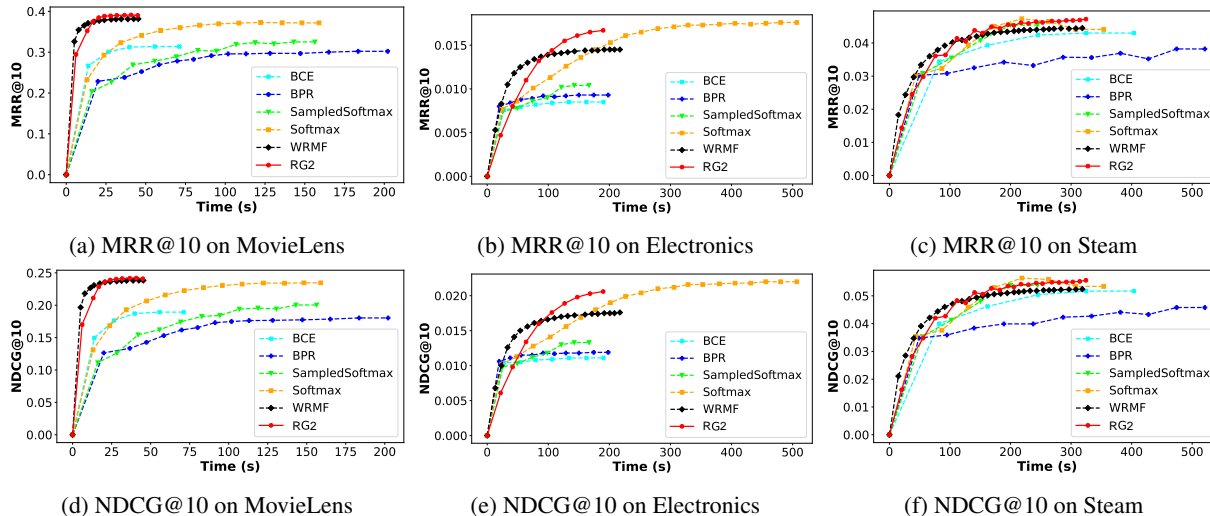 MRR@10
0.4
0.3
0.2
0.1
0.0
0 25 50 75 100 125 150 175 200
Time (s)
BCE
BPR
SampledSoftmax
Softmax
WRMF
RG2
(a) MRR@10 on MovieLens
MRR@10
0.015
0.010
0.005
0.000
0 100 200 300 400 500
Time (s)
BCE
BPR
SampledSoftmax
Softmax
WRMF
RG2
(b) MRR@10 on Electronics
MRR@10
0.04
0.03
0.02
0.01
0.00
0 100 200 300 400 500
Time (s)
BCE
BPR
SampledSoftmax
Softmax
WRMF
RG2
(c) MRR@10 on Steam
NDCG@10
0.25
0.20
0.15
0.10
0.05
0.00
0 25 50 75 100 125 150 175 200
Time (s)
BCE
BPR
SampledSoftmax
Softmax
WRMF
RG2
(d) NDCG@10 on MovieLens
NDCG@10
0.020
0.015
0.010
0.005
0.000
0 100 200 300 400 500
Time (s)
BCE
BPR
SampledSoftmax
Softmax
WRMF
RG2
(e) NDCG@10 on Electronics
NDCG@10
0.05
0.04
0.03
0.02
0.01
0.00
0 100 200 300 400 500
Time (s)
BCE
BPR
SampledSoftmax
Softmax
WRMF
RG2
(f) NDCG@10 on Steam